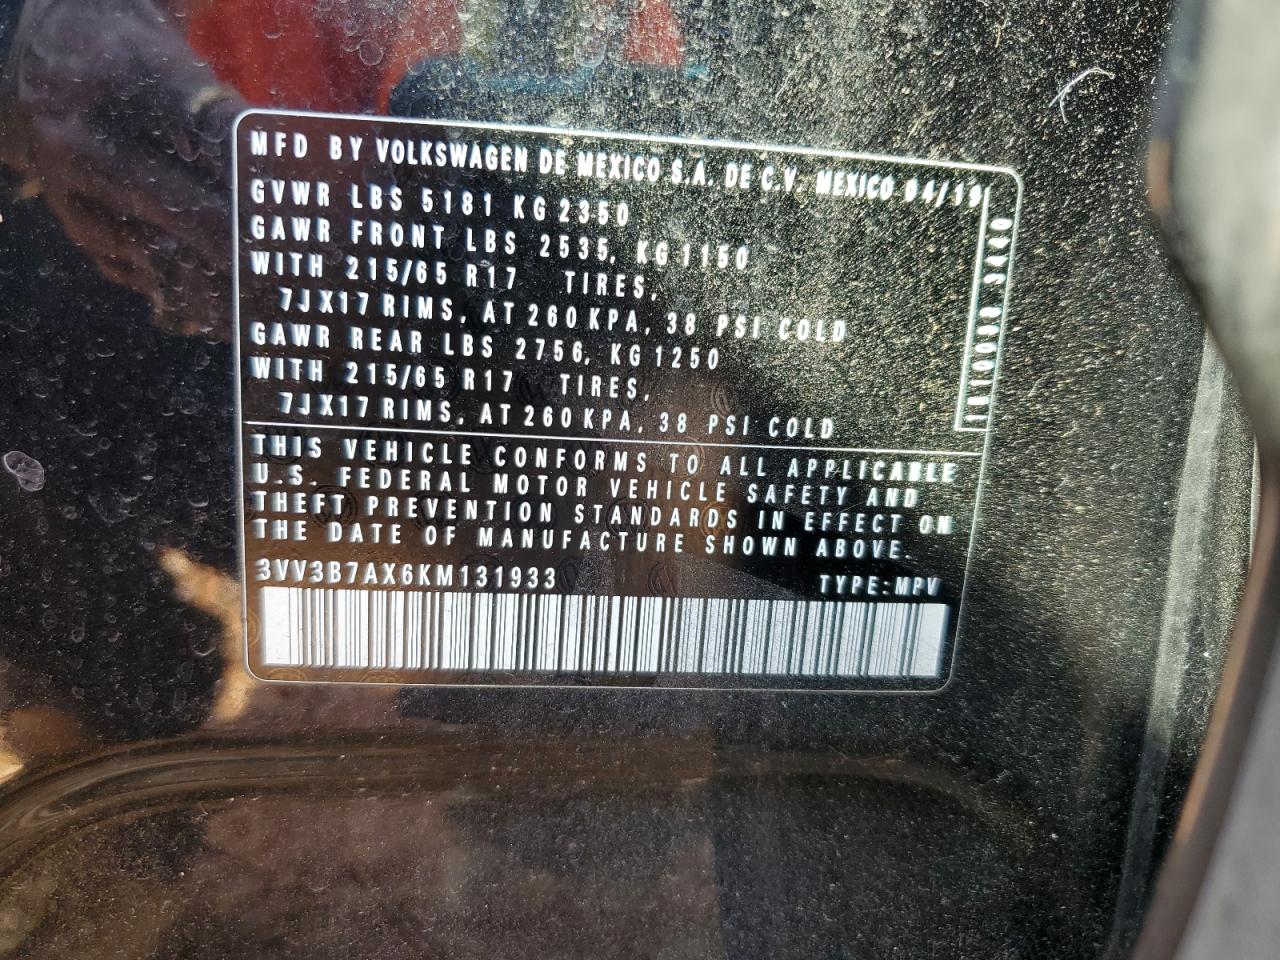 MFD BY VOLKSWAGEN DE MEXICO S.A. DE C.V. MEXICO 04/19
GVWR LBS 5181 KG 2350
GAWR FRONT LBS 2535, KG 1150
WITH 215/65 R17 TIRES,
7JX17 RIMS, AT 260 KPA, 38 PSI COLD
GAWR REAR LBS 2756, KG 1250
WITH 215/65 R17 TIRES,
7JX17 RIMS, AT 260 KPA, 38 PSI COLD
THIS VEHICLE CONFORMS TO ALL APPLICABLE
U.S. FEDERAL MOTOR VEHICLE SAFETY AND
THEFT PREVENTION STANDARDS IN EFFECT ON
THE DATE OF MANUFACTURE SHOWN ABOVE.
3VV3B7AX6KM131933 TYPE:MPV